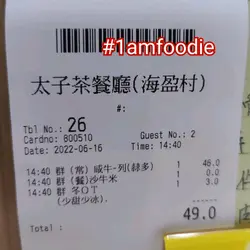 #1amfoodie
太子茶餐廳(海盈村)
#:
Tbl No: 26
Cardno: 800510 Guest No.: 2
Date: 2022-06-16 Time: 14:40
14:40 群 (常) 咸牛-列(赫多) 1 46.0
14:40 群 (餐)沙牛米 1 0.0
14:40 群 冬OT 1 3.0
(少甜少冰).
Total : 49.0